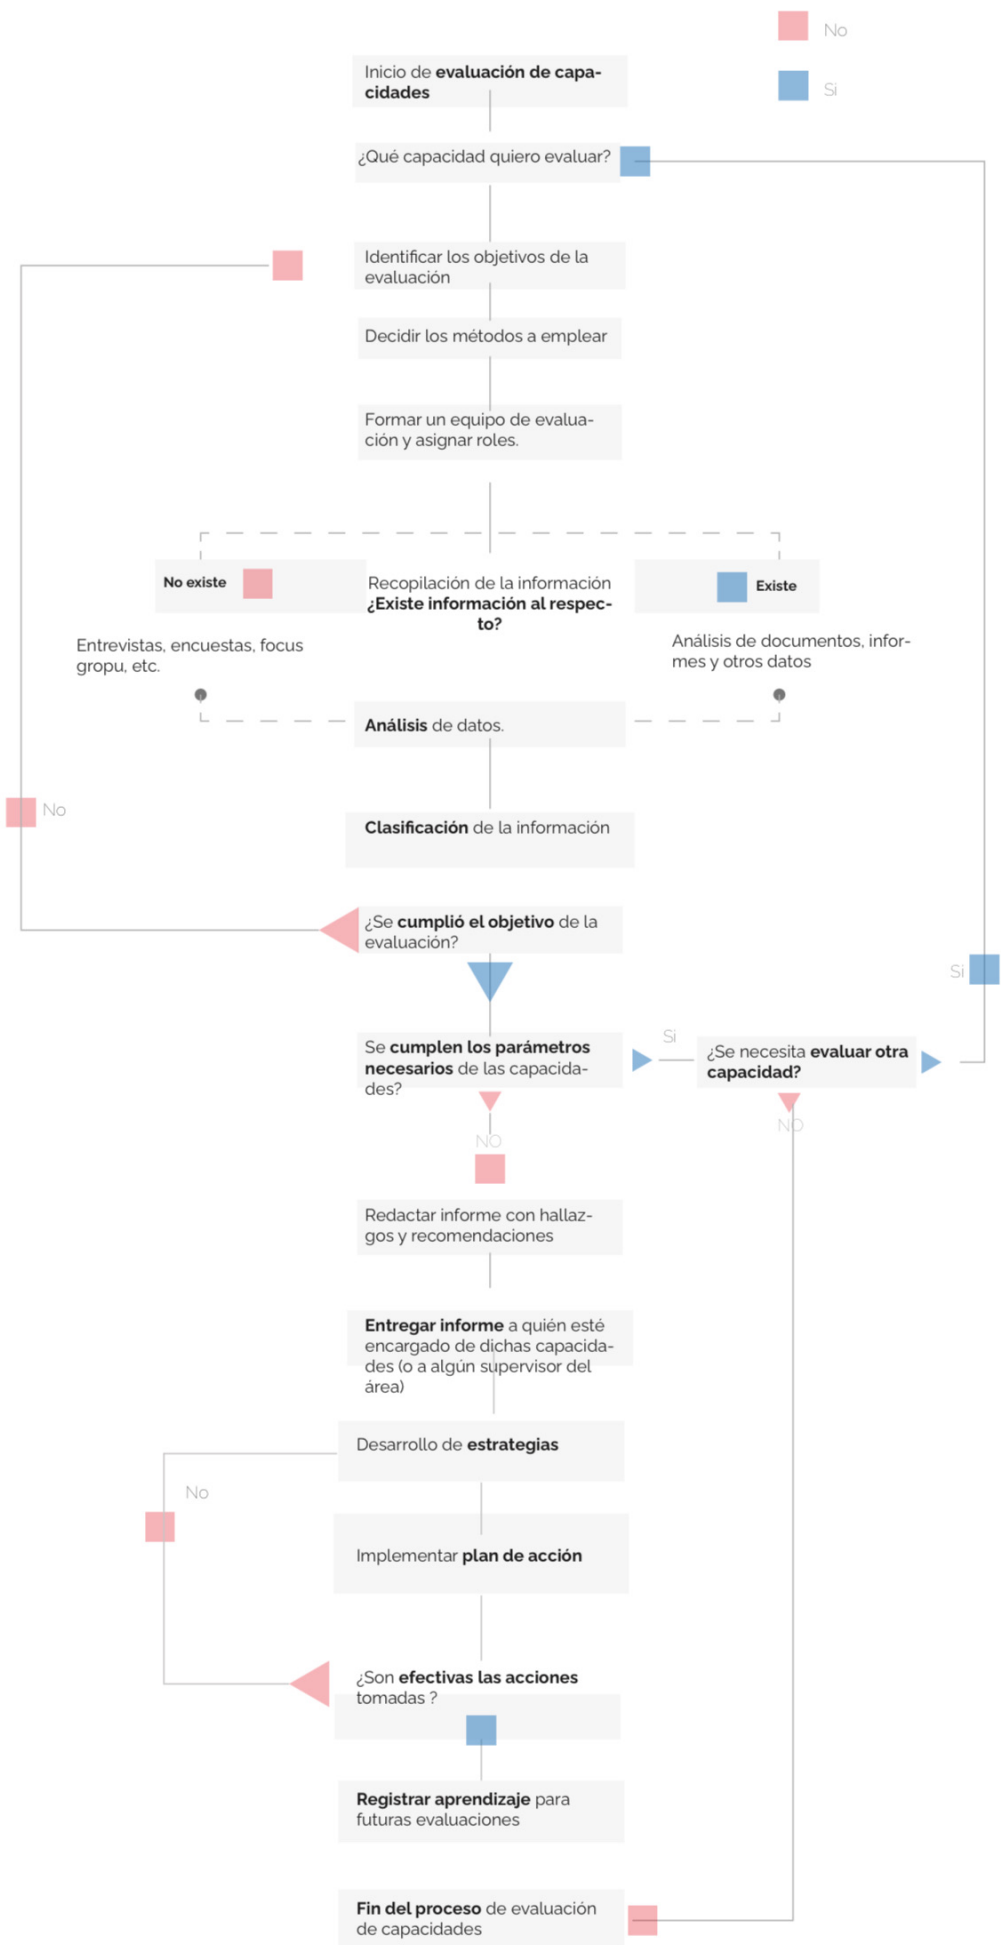 No
Si
Inicio de evaluación de capa-
cidades
¿Qué capacidad quiero evaluar?
Identificar los objetivos de la
evaluación
Decidir los métodos a emplear
Formar un equipo de evalua-
ción y asignar roles.
No existe
Recopilación de la información
¿Existe información al respec-
to?
Existe
Entrevistas, encuestas, focus
gropu, etc.
Análisis de documentos, infor-
mes y otros datos
Análisis de datos.
No
Clasificación de la información
¿Se cumplió el objetivo de la
evaluación?
Si
Se cumplen los parámetros
necesarios de las capacida-
des?
Si
¿Se necesita evaluar otra
capacidad?
NO
NO
Redactar informe con hallaz-
gos y recomendaciones
Entregar informe a quién esté
encargado de dichas capacida-
des (o a algún supervisor del
área)
Desarrollo de estrategias
No
Implementar plan de acción
¿Son efectivas las acciones
tomadas ?
Registrar aprendizaje para
futuras evaluaciones
Fin del proceso de evaluación
de capacidades